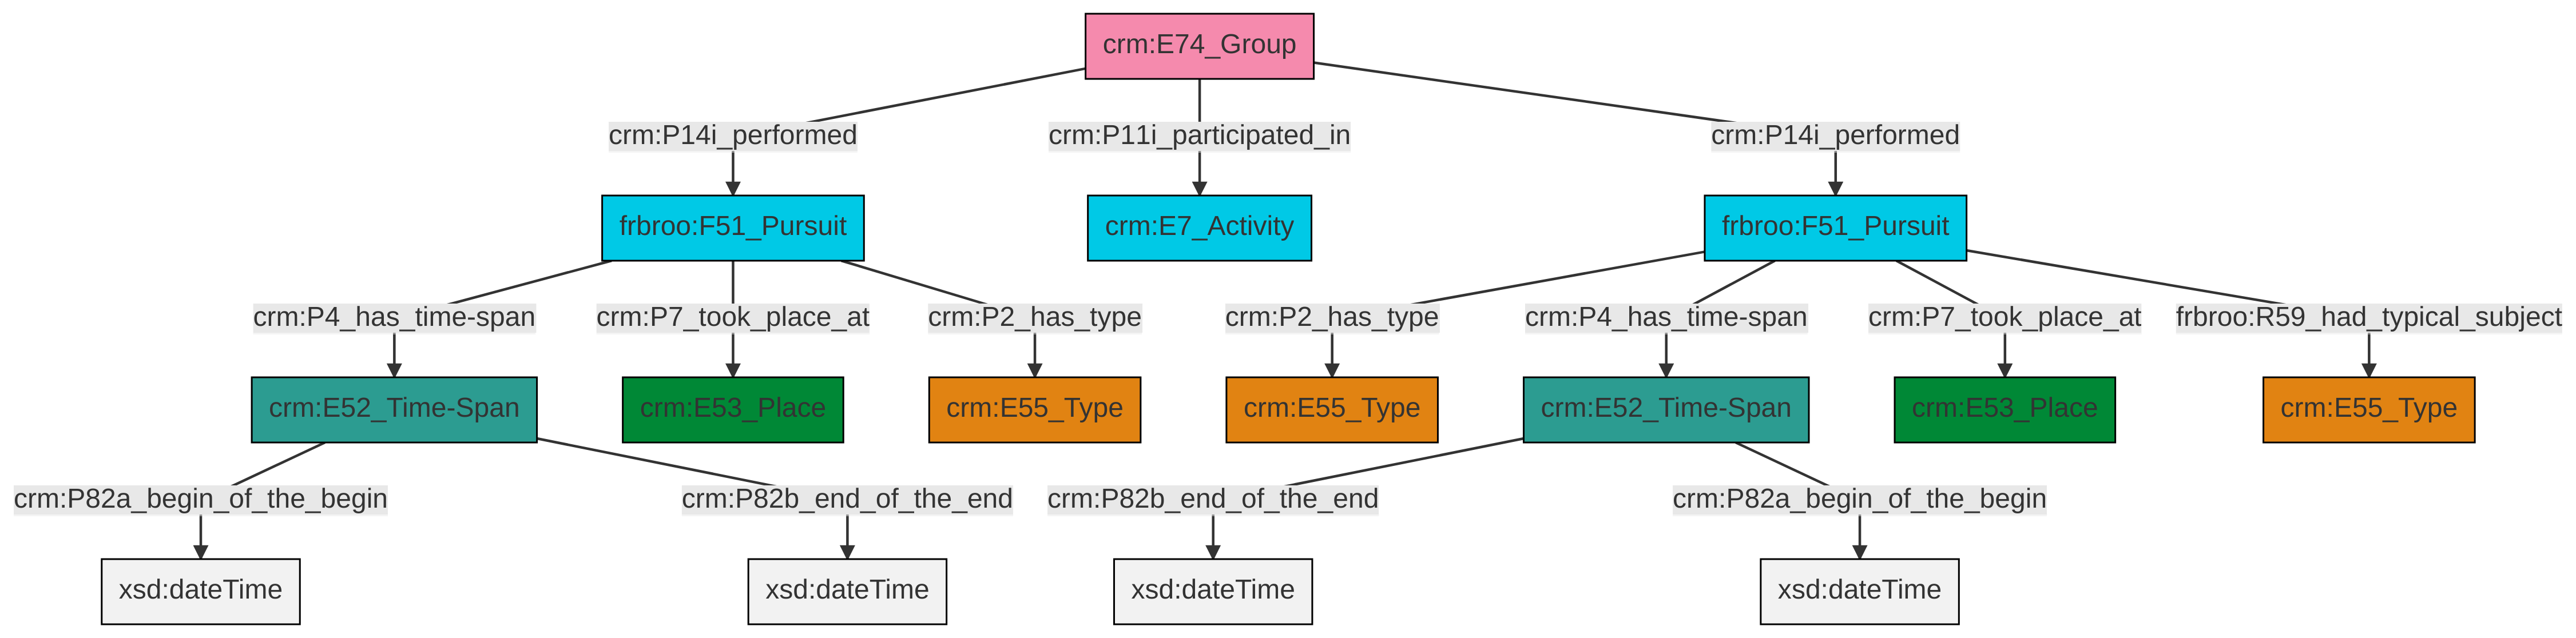 crm:E74_Group
crm:P14i_performed
crm:P11i_participated_in
crm:P14i_performed
frbroo:F51_Pursuit
crm:E7_Activity
frbroo:F51_Pursuit
crm:P4_has_time-span
crm:P7_took_place_at
crm:P2_has_type
crm:P2_has_type
crm:P4_has_time-span
crm:P7_took_place_at
frbroo:R59_had_typical_subject
crm:E52_Time-Span
crm:E53_Place
crm:E55_Type
crm:E55_Type
crm:E52_Time-Span
crm:E53_Place
crm:E55_Type
crm:P82a_begin_of_the_begin
crm:P82b_end_of_the_end
crm:P82b_end_of_the_end
crm:P82a_begin_of_the_begin
xsd:dateTime
xsd:dateTime
xsd:dateTime
xsd:dateTime